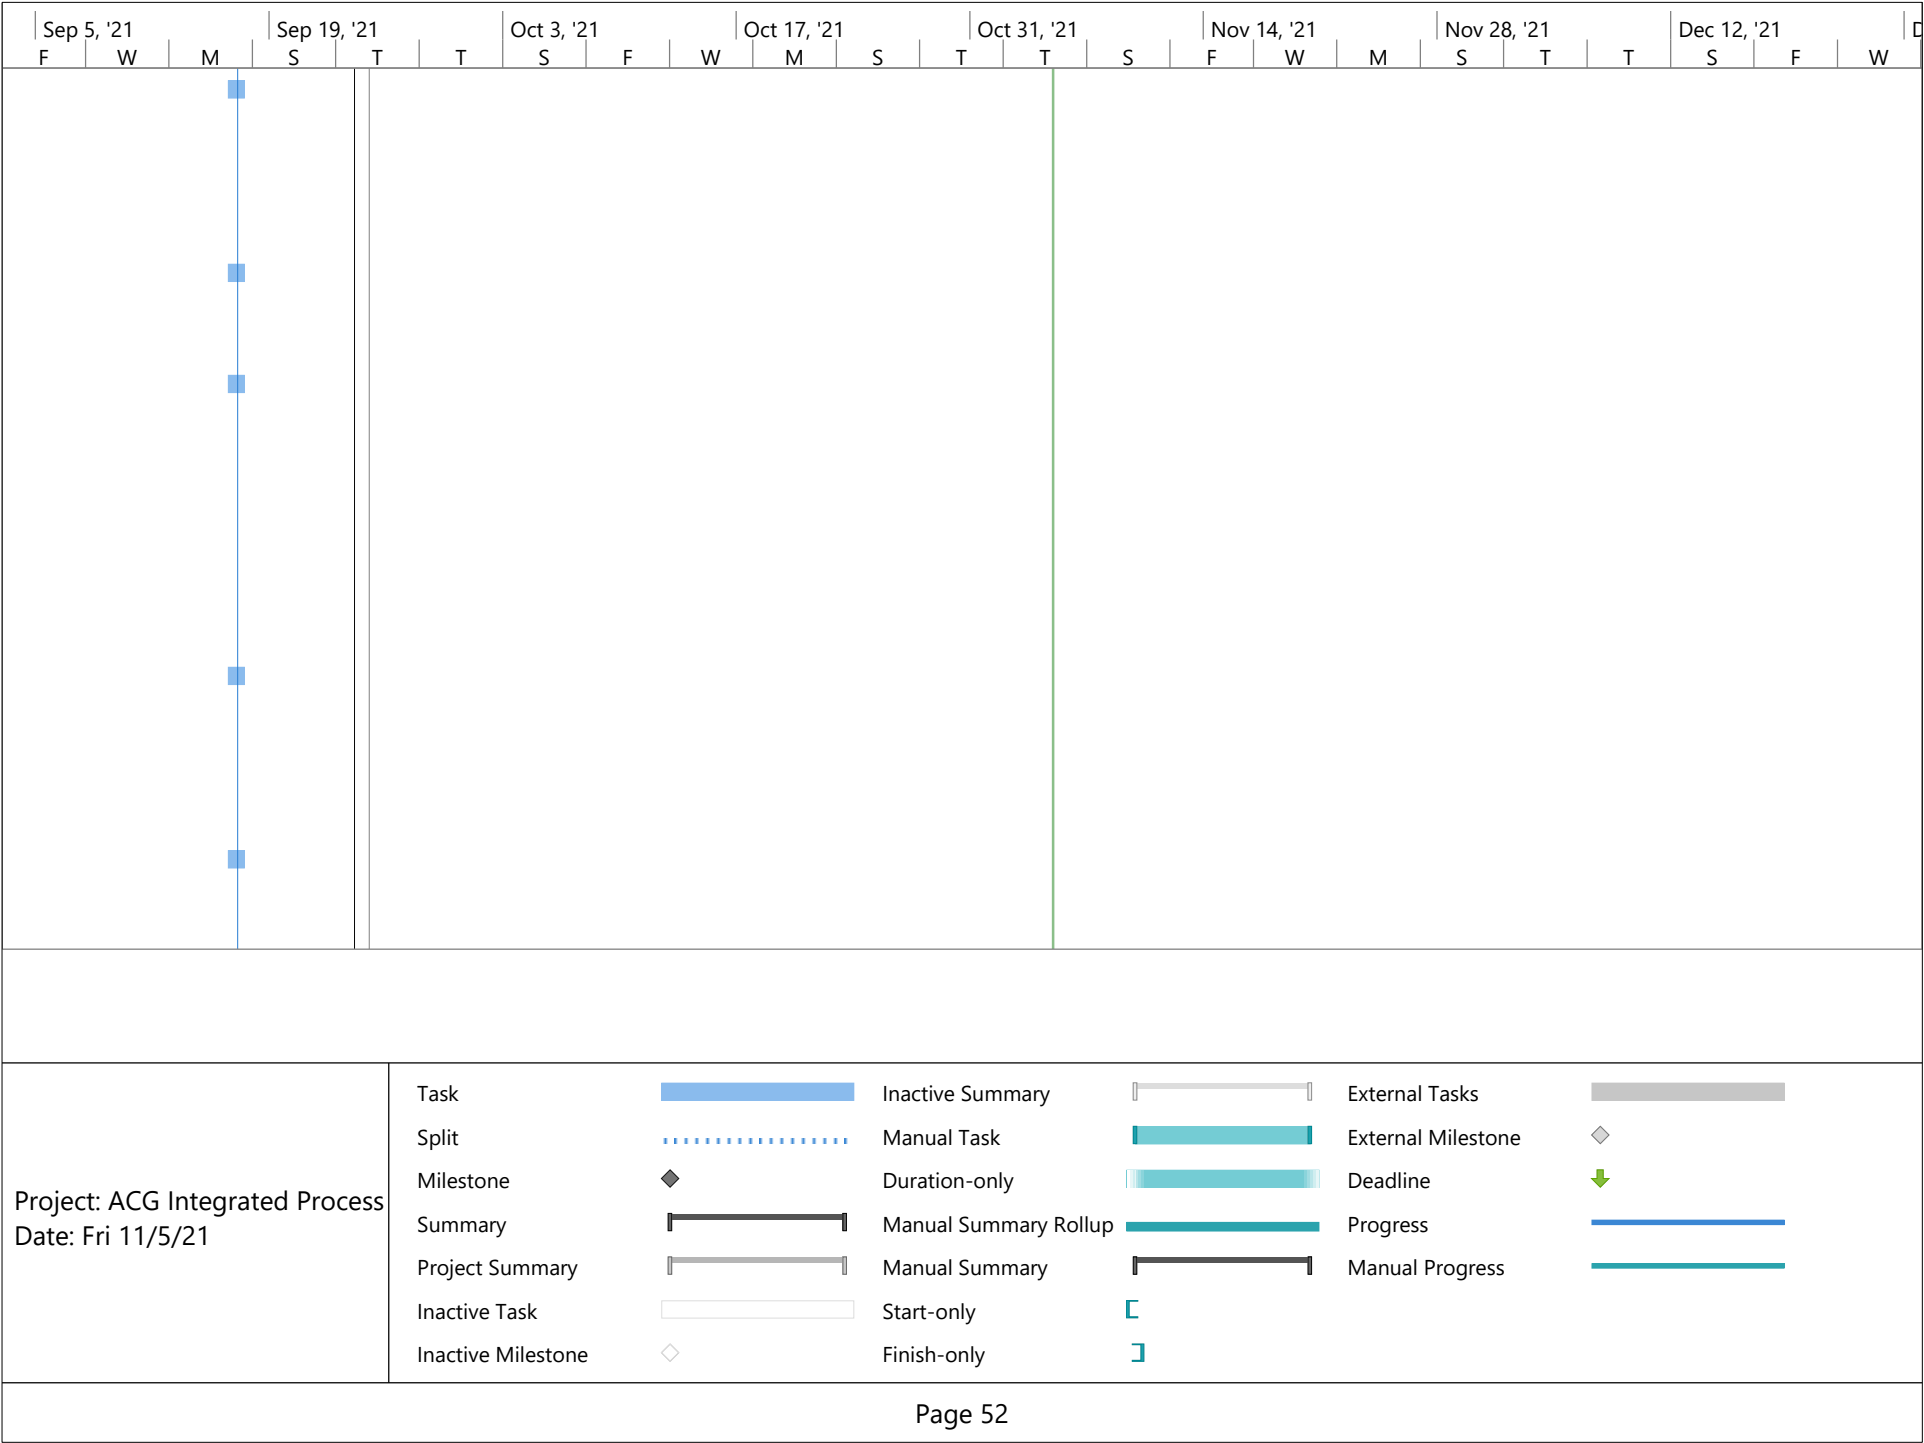 Sep 5, '21 Sep 19, '21 Oct 3, '21 Oct 17, '21 Oct 31, '21 Nov 14, '21 Nov 28, '21 Dec 12, '21 D
F W M S T T S F W M S T T S F W M S T T S F W
Task Inactive Summary External Tasks
Split Manual Task External Milestone
Milestone Duration-only Deadline
Summary Manual Summary Rollup Progress
Project Summary Manual Summary Manual Progress
Inactive Task Start-only
Inactive Milestone Finish-only
Project: ACG Integrated Process
Date: Fri 11/5/21
Page 52